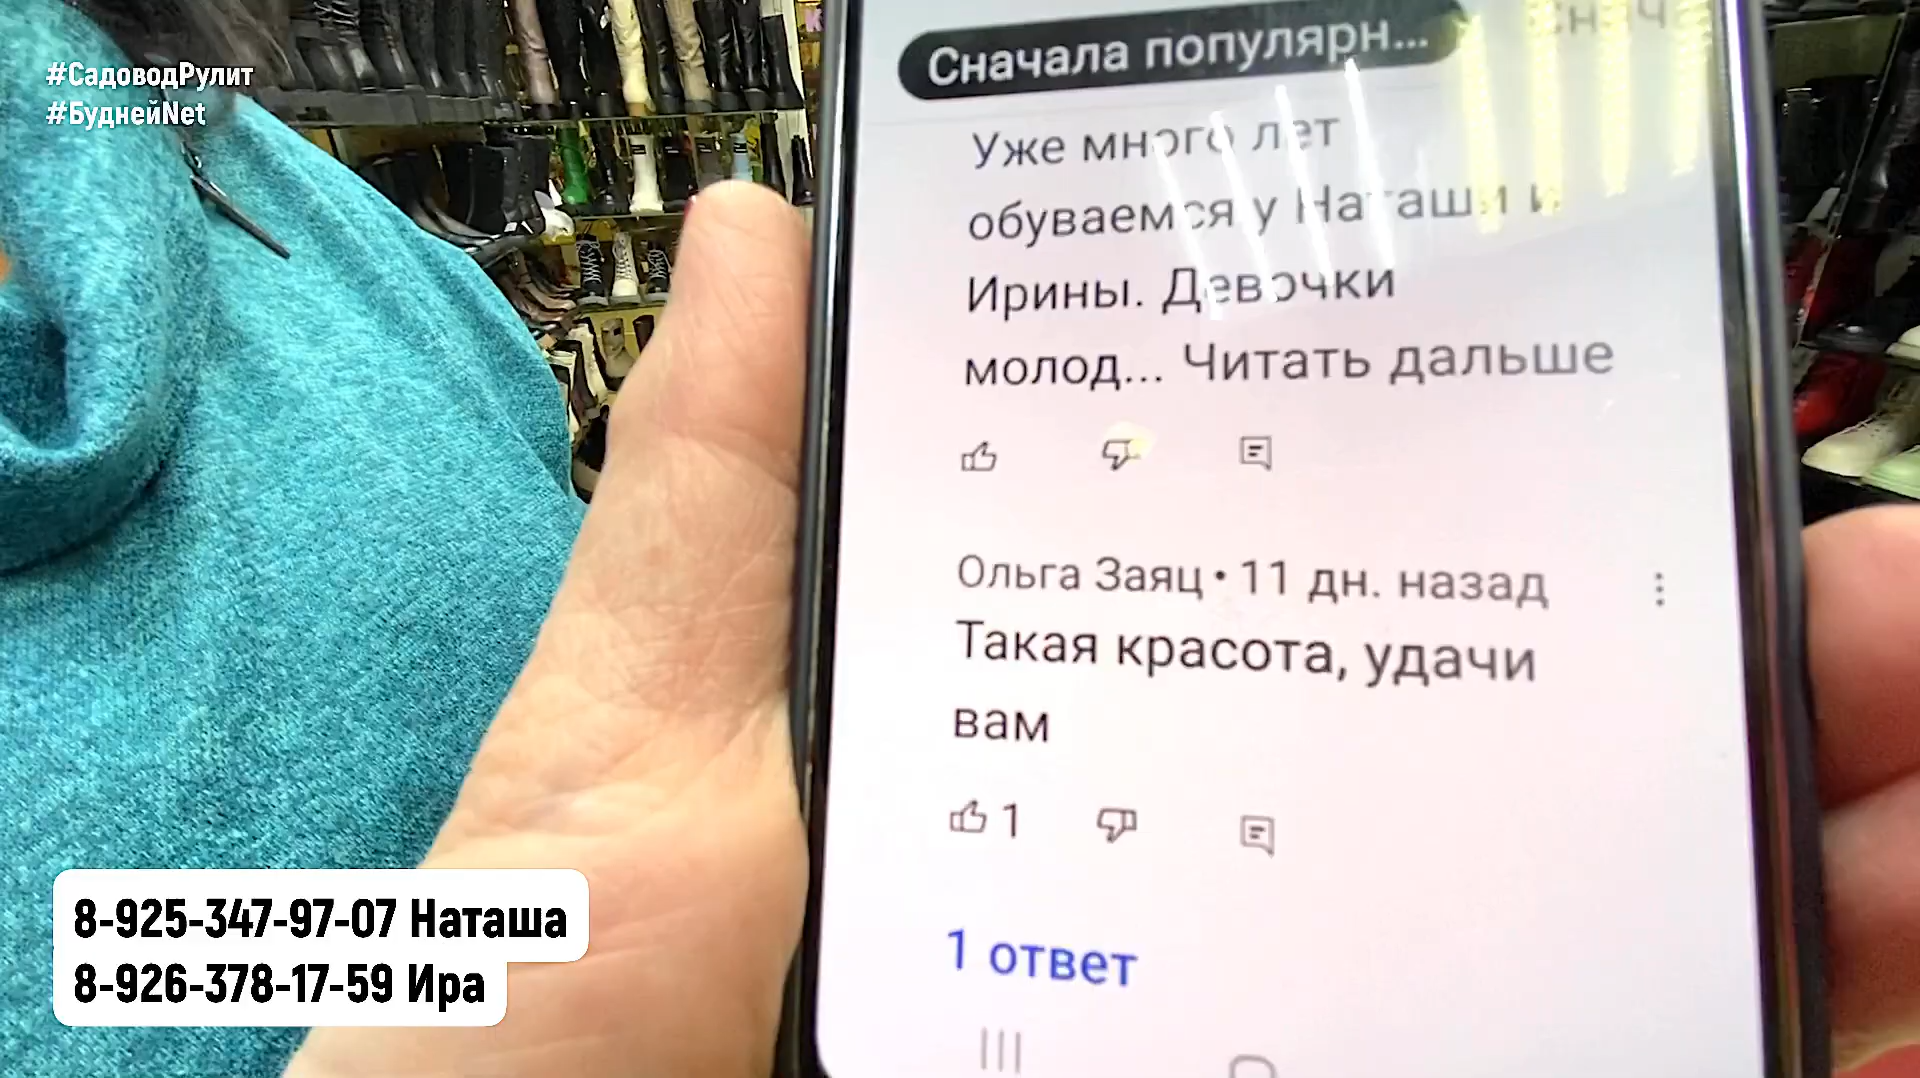 #СадоводРулит
#БуднейNet
Сначала популярн...
Уже много лет
обуваемся у Наташи и
Ирины. Девочки
молод... Читать дальше
Ольга Заяц • 11 дн. назад
Такая красота, удачи
вам
1
1 ответ
8-925-347-97-07 Наташа
8-926-378-17-59 Ира